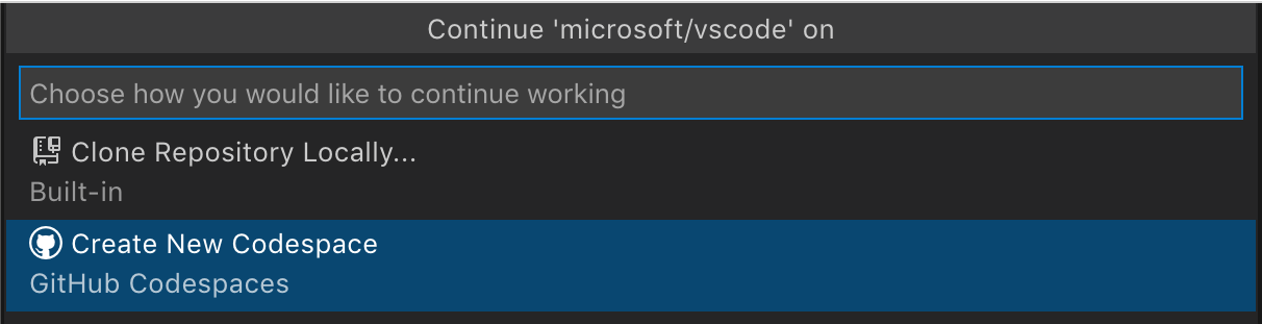 Continue 'microsoft/vscode' on
Choose how you would like to continue working
Clone Repository Locally...
Built-in
Create New Codespace
GitHub Codespaces